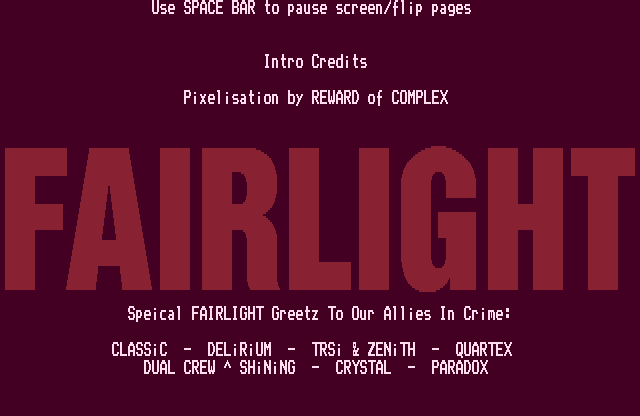 Use SPACE BAR to pause screen/flip pages
Intro Credits
Pixelisation by REWARD of COMPLEX
FAIRLIGHT
Speical FAIRLIGHT Greetz To Our Allies In Crime:
CLASSiC - DELiRiUM - TRSi & ZENiTH - QUARTEX
DUAL CREW ^ SHiNiNG - CRYSTAL - PARADOX